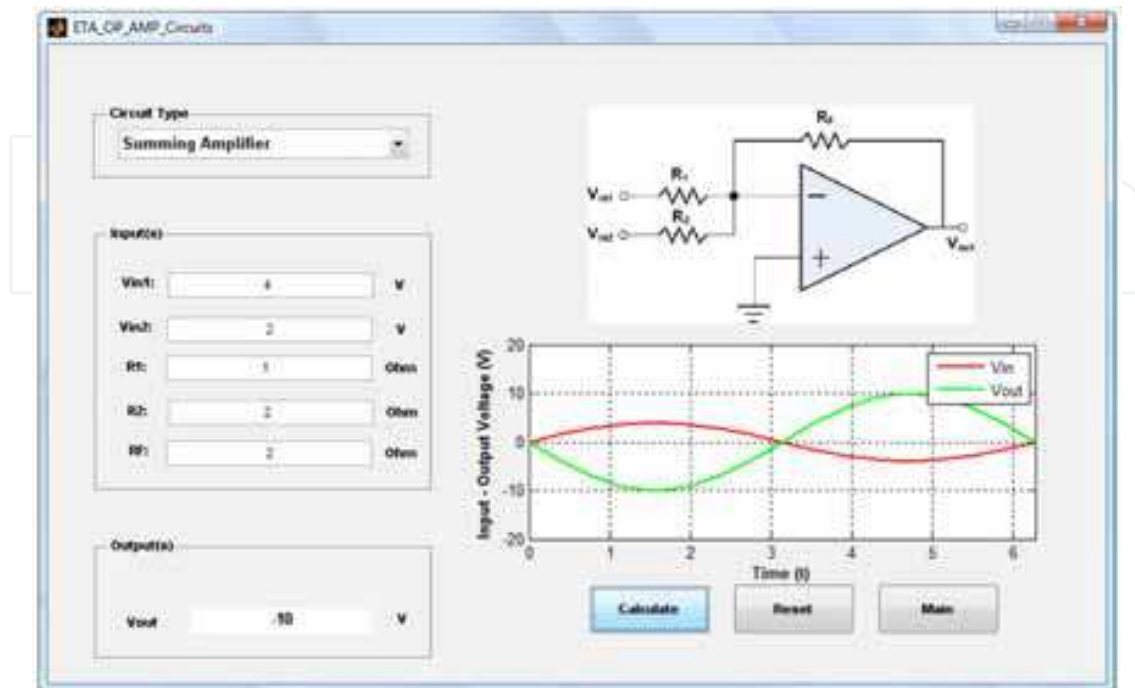 ETA_OP_AMP_Circuits
Circuit Type
Summing Amplifier
Input(s)
Vin1: 4 V
Vin2: 2 V
R1: 1 Ohm
R2: 2 Ohm
RF: 2 Ohm
Output(s)
Vout -10 V
RF
R1
Vin1
R2
Vin2
Vout
Input - Output Voltage (V)
20
10
0
-10
-20
0 1 2 3 4 5 6
Time (t)
Vin
Vout
Calculate Reset Main